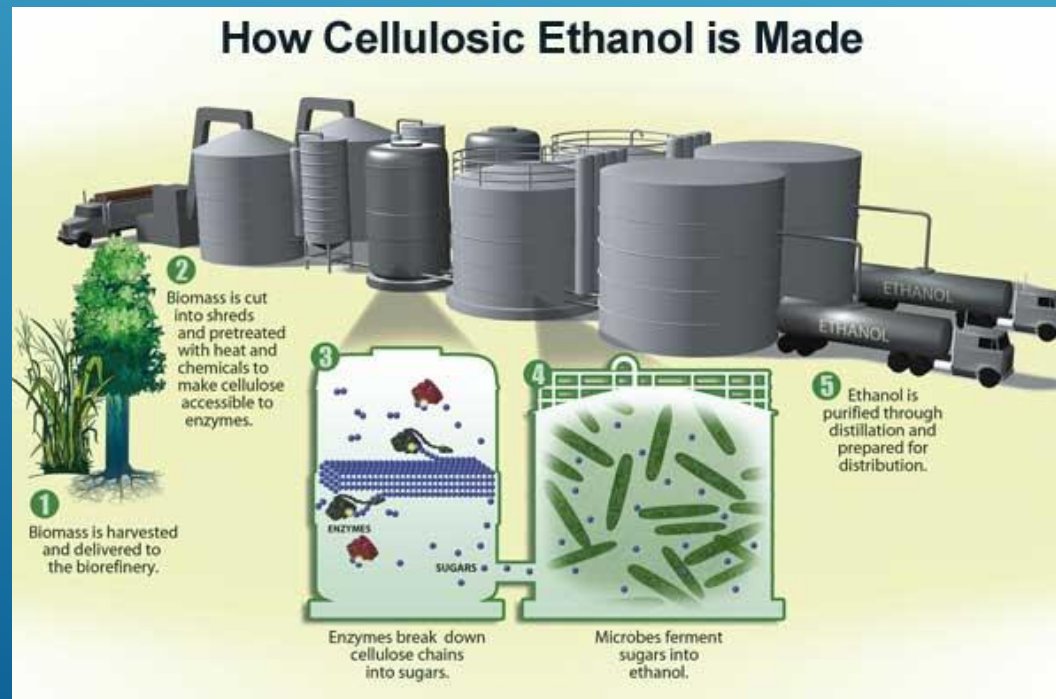 How Cellulosic Ethanol is Made
1
Biomass is harvested
and delivered to
the biorefinery.
2
Biomass is cut
into shreds
and pretreated
with heat and
chemicals to
make cellulose
accessible to
enzymes.
3
ENZYMES
SUGARS
Enzymes break down
cellulose chains
into sugars.
4
Microbes ferment
sugars into
ethanol.
ETHANOL
ETHANOL
5
Ethanol is
purified through
distillation and
prepared for
distribution.